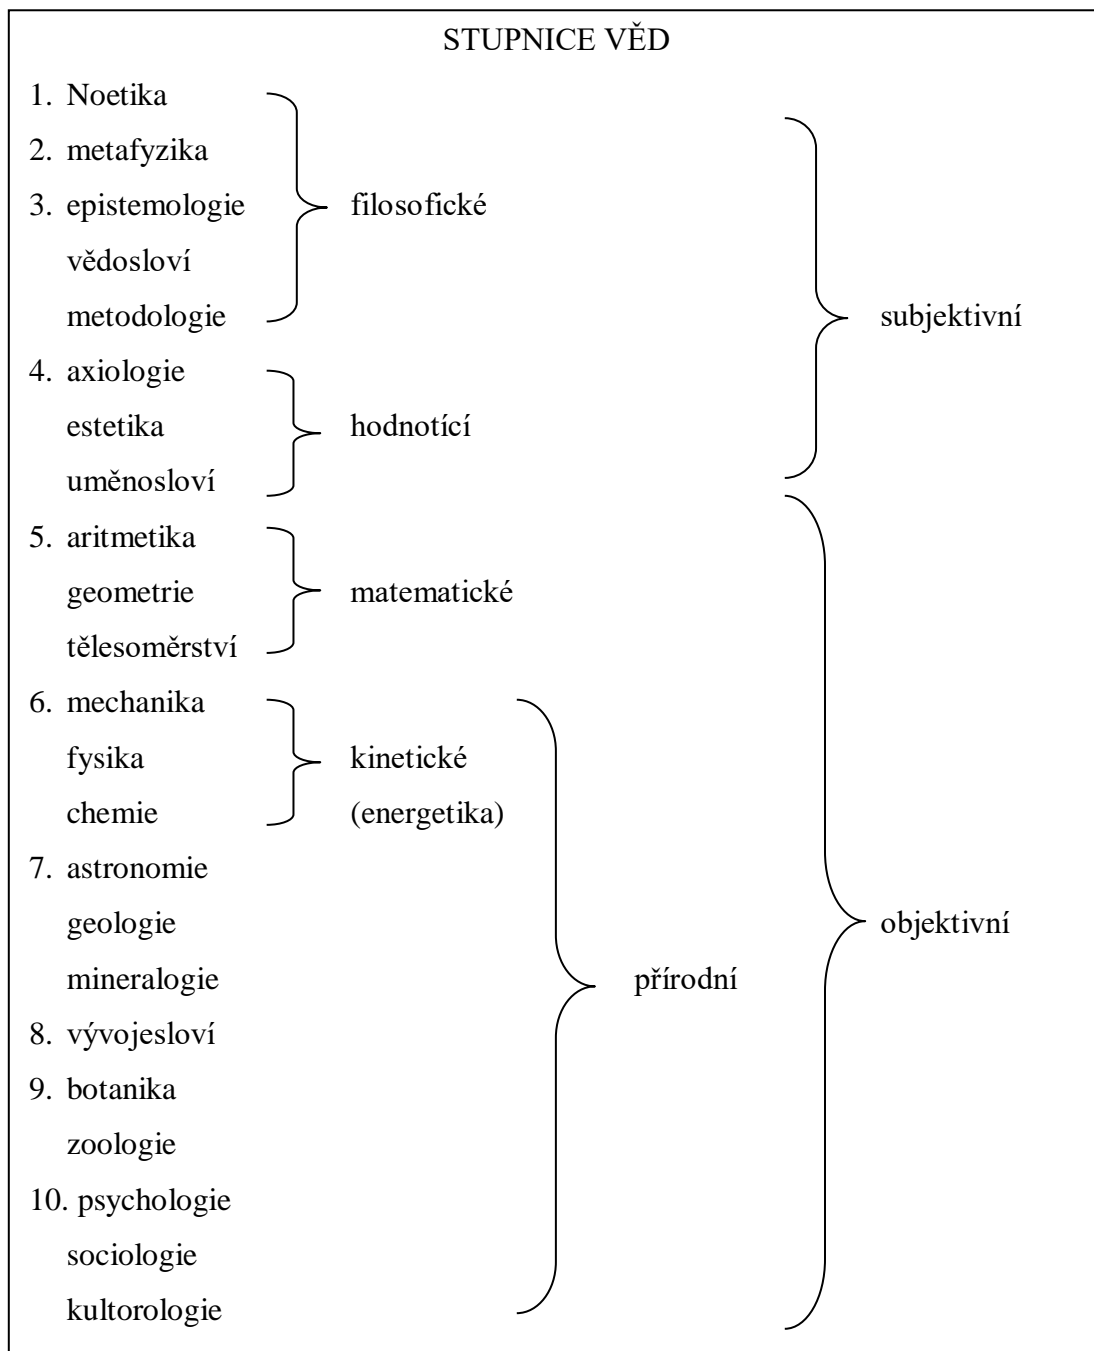 STUPNICE VĚD
1. Noetika
2. metafyzika
3. epistemologie filosofické
vědosloví
metodologie subjektivní
4. axiologie
estetika hodnotící
uměnosloví
5. aritmetika
geometrie matematické
tělesoměrství
6. mechanika
fysika kinetické
chemie (energetika)
7. astronomie
geologie objektivní
mineralogie přírodní
8. vývojesloví
9. botanika
zoologie
10. psychologie
sociologie
kultorologie